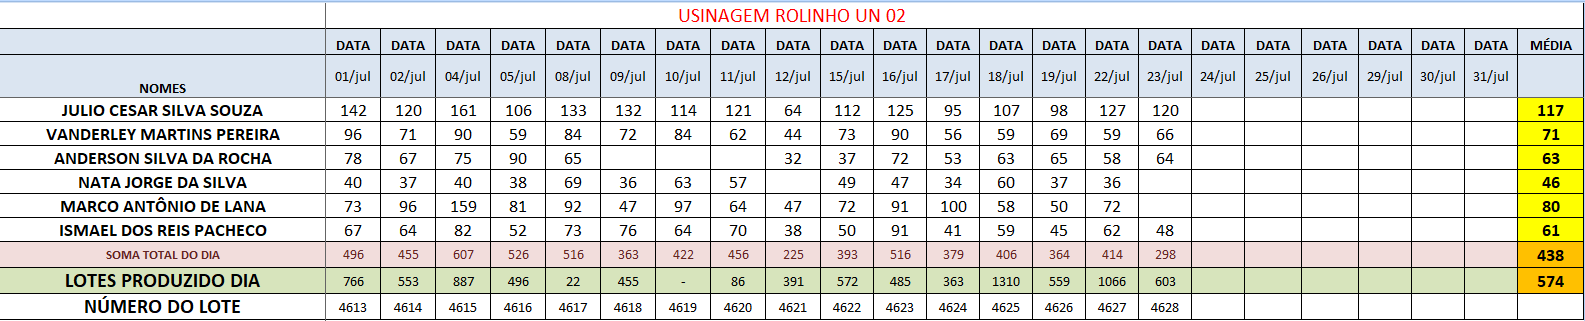 USINAGEM ROLINHO UN 02
DATA DATA DATA DATA DATA DATA DATA DATA DATA DATA DATA DATA DATA DATA DATA DATA DATA DATA DATA DATA DATA DATA MÉDIA
NOMES 01/jul 02/jul 04/jul 05/jul 08/jul 09/jul 10/jul 11/jul 12/jul 15/jul 16/jul 17/jul 18/jul 19/jul 22/jul 23/jul 24/jul 25/jul 26/jul 29/jul 30/jul 31/jul
JULIO CESAR SILVA SOUZA 142 120 161 106 133 132 114 121 64 112 125 95 107 98 127 120 117
VANDERLEY MARTINS PEREIRA 96 71 90 59 84 72 84 62 44 73 90 56 59 69 59 66 71
ANDERSON SILVA DA ROCHA 78 67 75 90 65 32 37 72 53 63 65 58 64 63
NATA JORGE DA SILVA 40 37 40 38 69 36 63 57 49 47 34 60 37 36 46
MARCO ANTÔNIO DE LANA 73 96 159 81 92 47 97 64 47 72 91 100 58 50 72 80
ISMAEL DOS REIS PACHECO 67 64 82 52 73 76 64 70 38 50 91 41 59 45 62 48 61
SOMA TOTAL DO DIA 496 455 607 526 516 363 422 456 225 393 516 379 406 364 414 298 438
LOTES PRODUZIDO DIA 766 553 887 496 22 455 - 86 391 572 485 363 1310 559 1066 603 574
NÚMERO DO LOTE 4613 4614 4615 4616 4617 4618 4619 4620 4621 4622 4623 4624 4625 4626 4627 4628